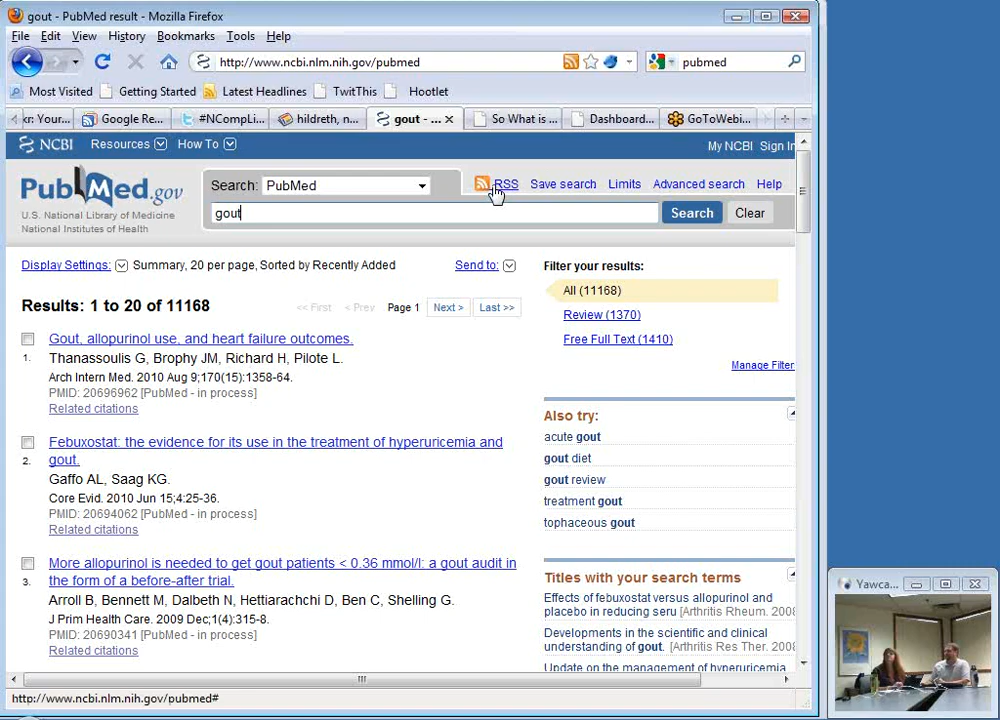 gout - PubMed result - Mozilla Firefox
File Edit View History Bookmarks Tools Help
http://www.ncbi.nlm.nih.gov/pubmed
pubmed
Most Visited Getting Started Latest Headlines TwitThis Hootlet
kr: Your... Google Re... #NCompLi... hildreth, n... gout - ... So What is ... Dashboard... GoToWebi...
NCBI Resources How To My NCBI Sign In
PubMed.gov
U.S. National Library of Medicine
National Institutes of Health
Search: PubMed
RSS Save search Limits Advanced search Help
gout
Search Clear
Display Settings: Summary, 20 per page, Sorted by Recently Added Send to:
Results: 1 to 20 of 11168
<< First < Prev Page 1 Next > Last >>
Gout, allopurinol use, and heart failure outcomes.
1. Thanassoulis G, Brophy JM, Richard H, Pilote L.
Arch Intern Med. 2010 Aug 9;170(15):1358-64.
PMID: 20696962 [PubMed - in process]
Related citations
Febuxostat: the evidence for its use in the treatment of hyperuricemia and
2. gout.
Gaffo AL, Saag KG.
Core Evid. 2010 Jun 15;4:25-36.
PMID: 20694062 [PubMed - in process]
Related citations
More allopurinol is needed to get gout patients < 0.36 mmol/l: a gout audit in
3. the form of a before-after trial.
Arroll B, Bennett M, Dalbeth N, Hettiarachchi D, Ben C, Shelling G.
J Prim Health Care. 2009 Dec;1(4):315-8.
PMID: 20690341 [PubMed - in process]
Related citations
Filter your results:
All (11168)
Review (1370)
Free Full Text (1410)
Manage Filter
Also try:
acute gout
gout diet
gout review
treatment gout
tophaceous gout
Titles with your search terms
Effects of febuxostat versus allopurinol and
placebo in reducing seru [Arthritis Rheum. 2008
Developments in the scientific and clinical
understanding of gout. [Arthritis Res Ther. 200
Update on the management of hyperuricemia
http://www.ncbi.nlm.nih.gov/pubmed#
Yawca...